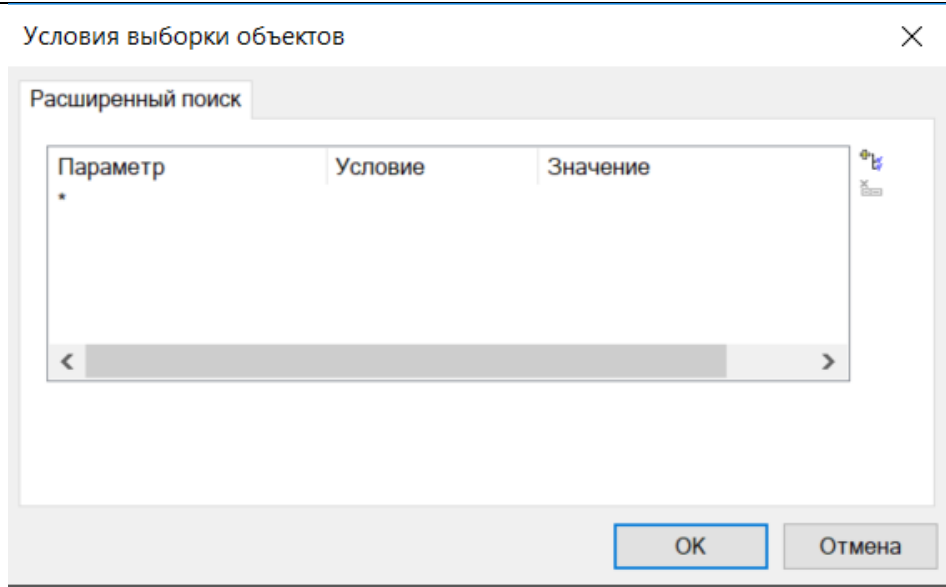 Условия выборки объектов
Расширенный поиск
Параметр Условие Значение
*
OK Отмена